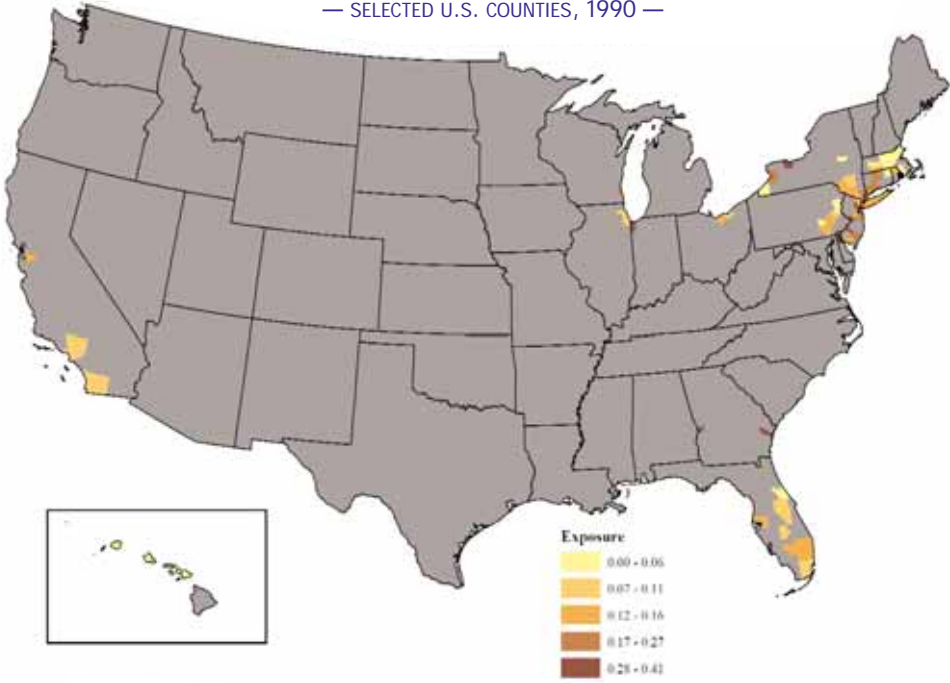 — SELECTED U.S. COUNTIES, 1990 —
Exposure
0.00 - 0.06
0.07 - 0.11
0.12 - 0.16
0.17 - 0.27
0.28 - 0.41